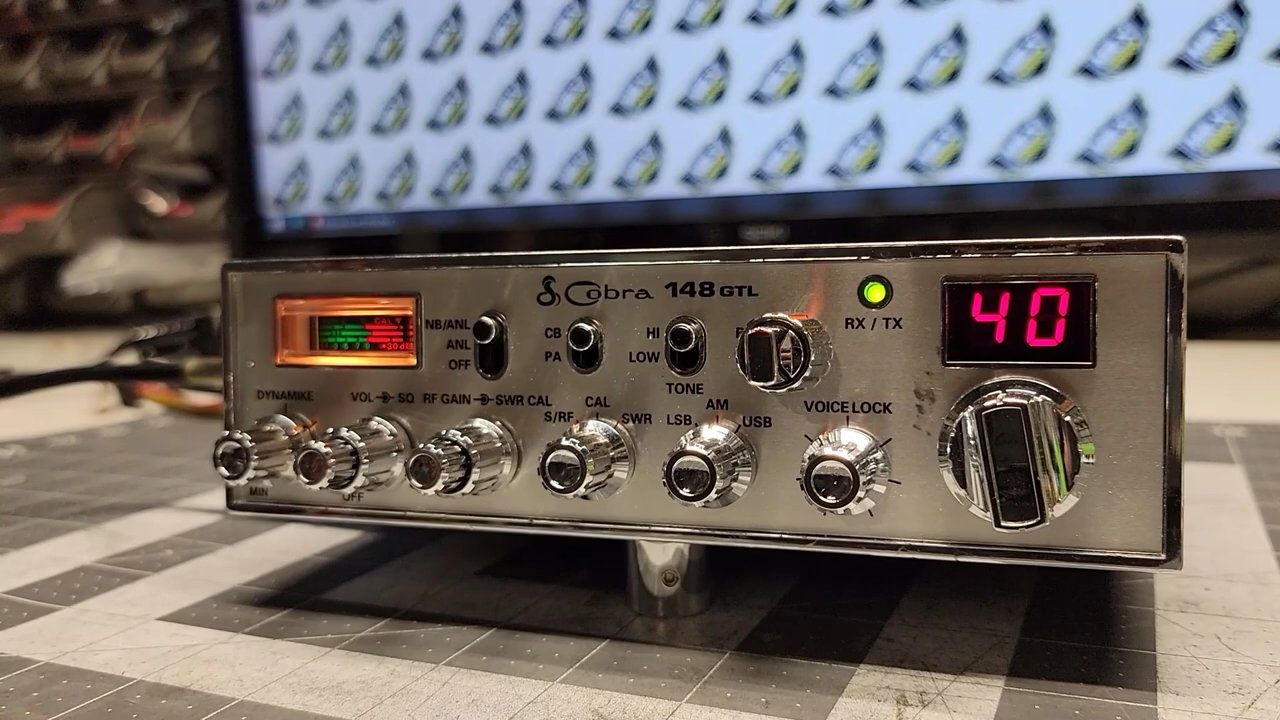 Cobra 148 GTL
CAL
+30dB
NB/ANL
ANL
OFF
CB
PA
HI
LOW
TONE
RX / TX
40
DYNAMIKE
VOL SQ
RF GAIN SWR CAL
S/RF CAL SWR
LSB AM USB
VOICE LOCK
MIN
OFF